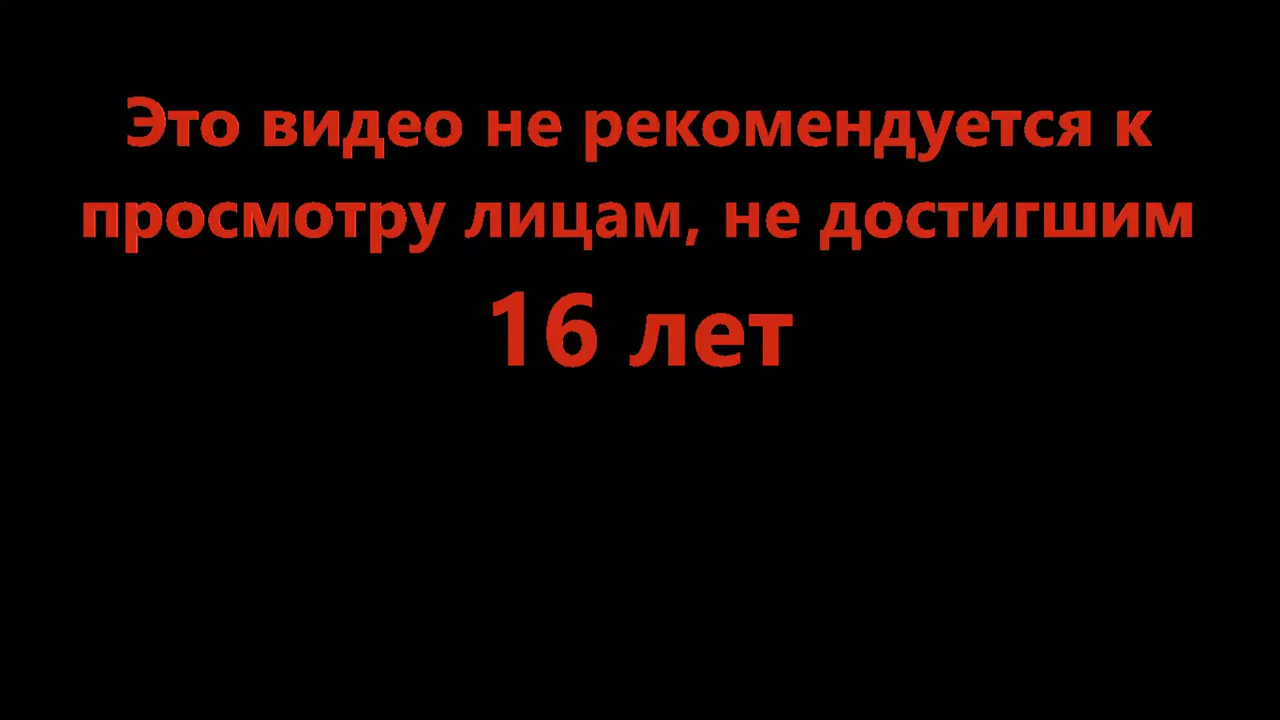 Это видео не рекомендуется к
просмотру лицам, не достигшим
16 лет